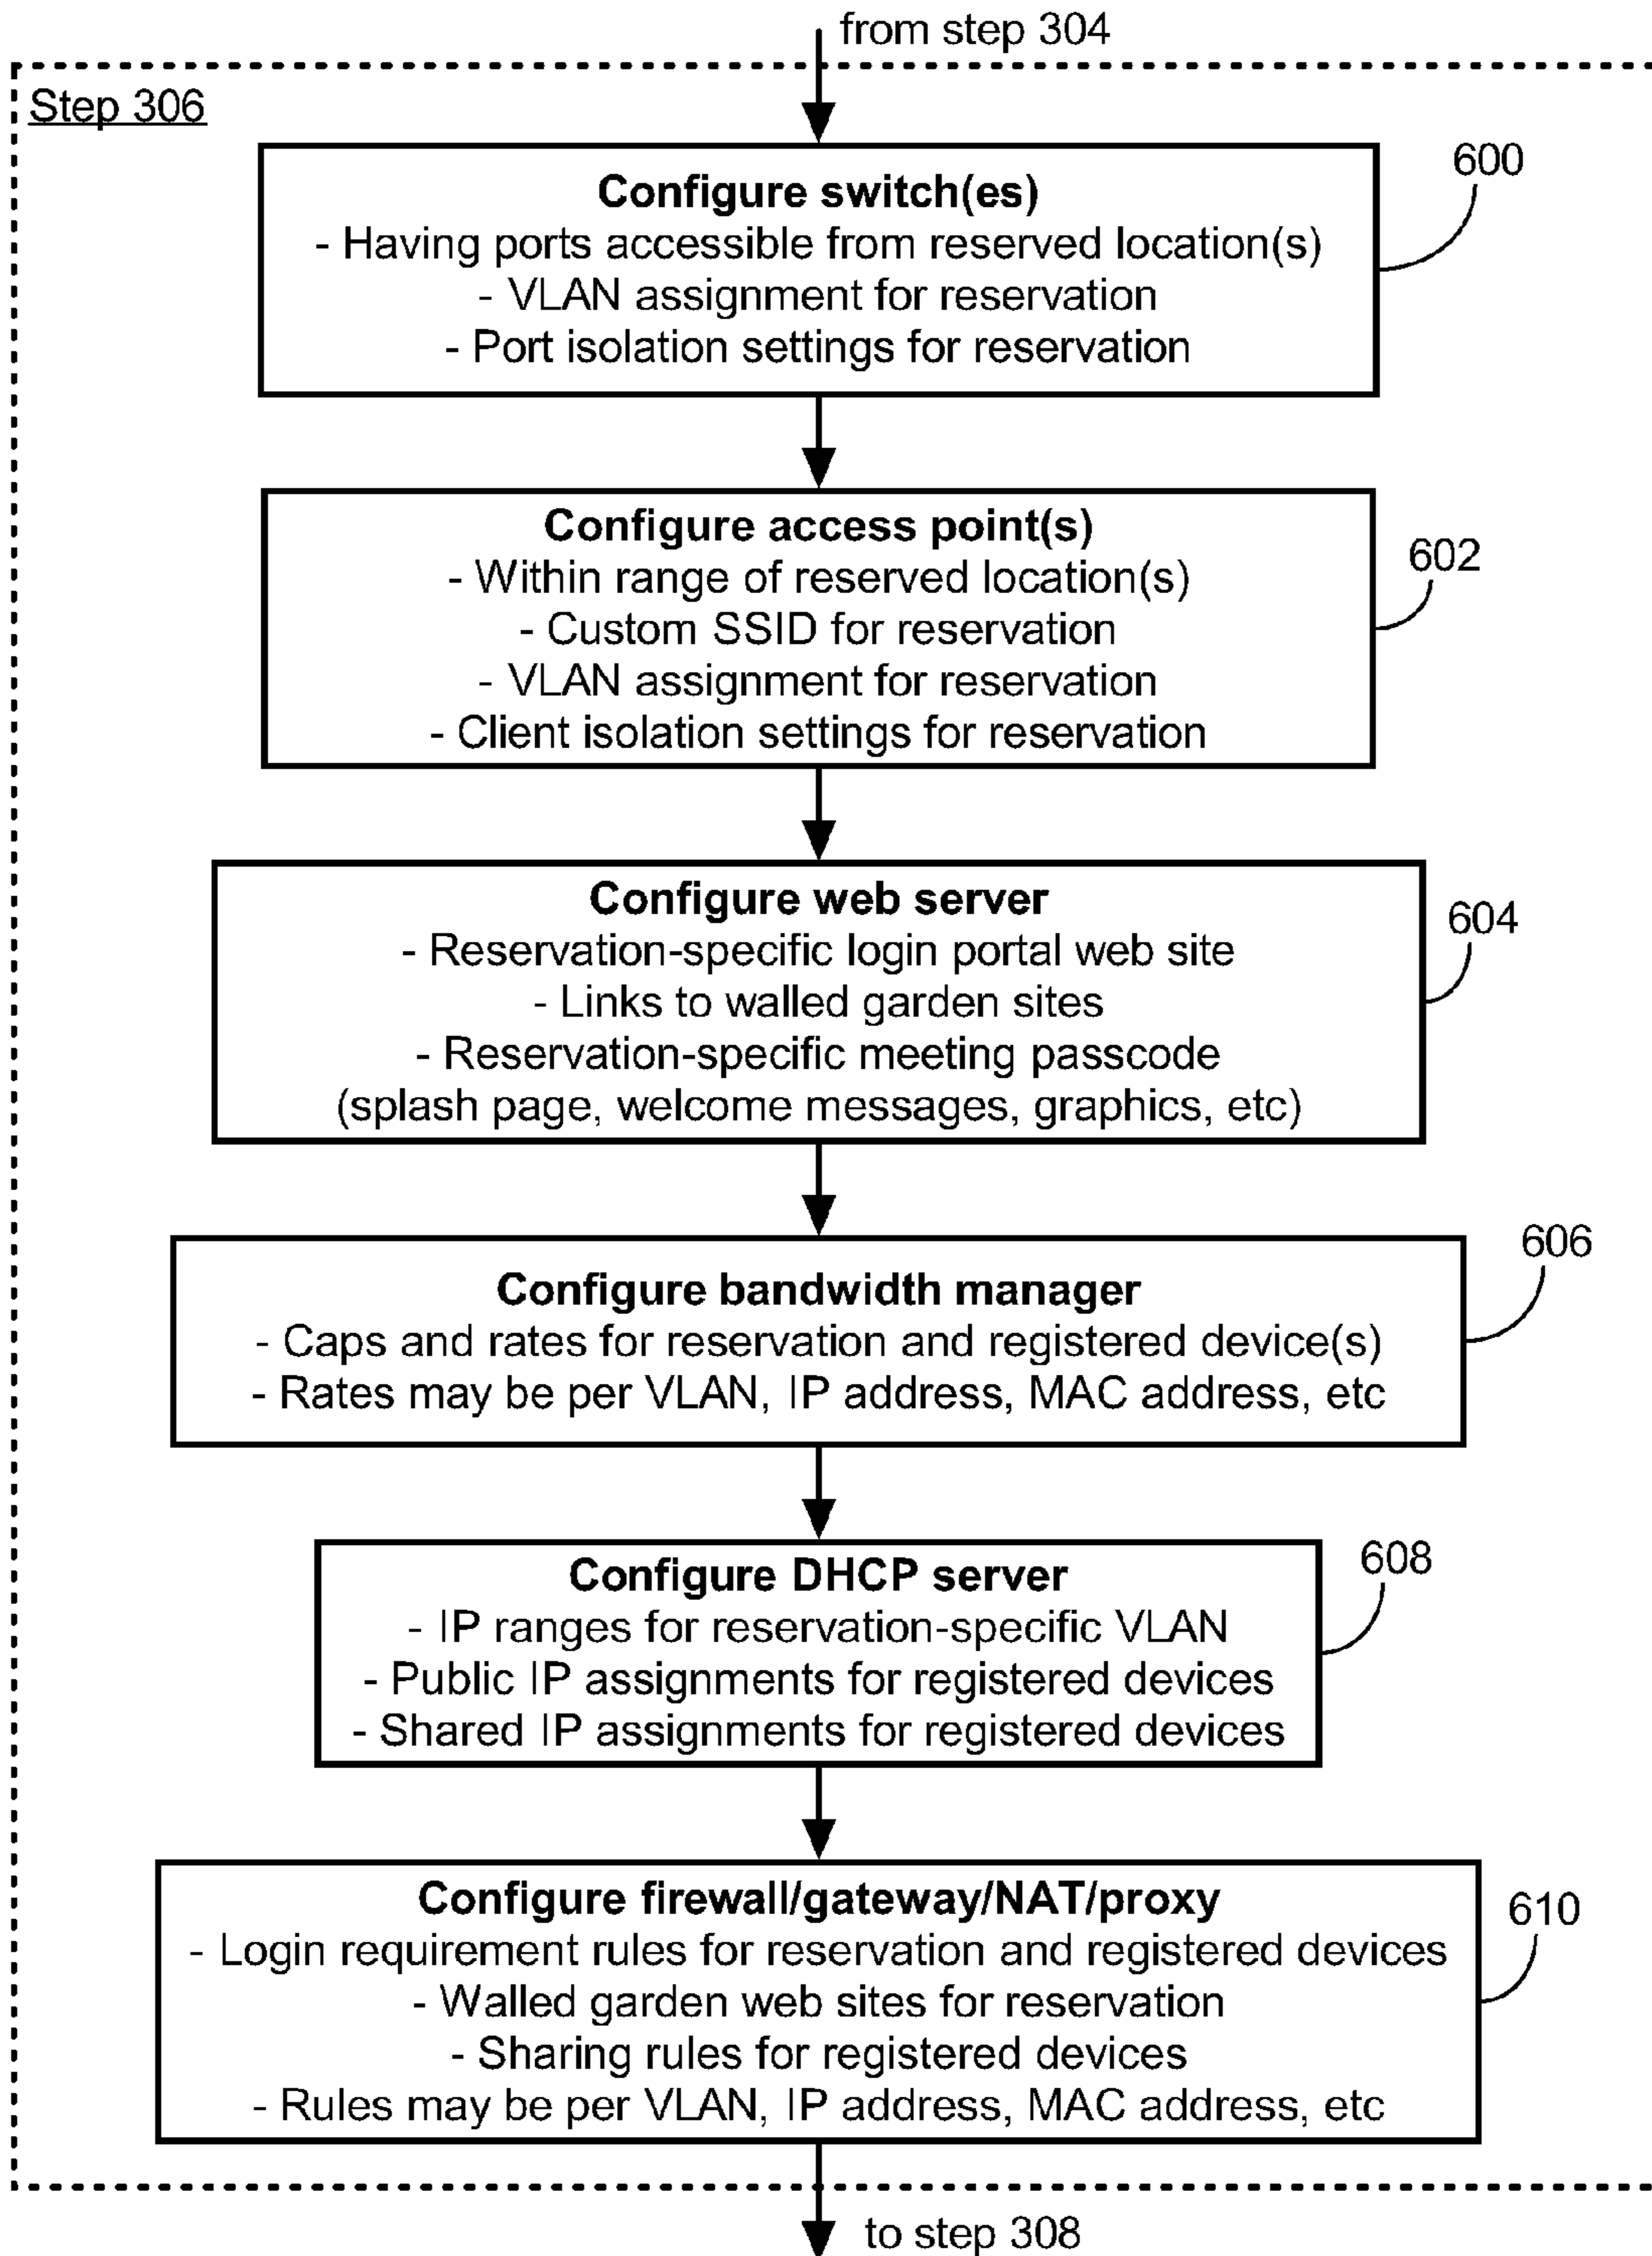 from step 304
Step 306
Configure switch(es)
- Having ports accessible from reserved location(s)
- VLAN assignment for reservation
- Port isolation settings for reservation
600
Configure access point(s)
- Within range of reserved location(s)
- Custom SSID for reservation
- VLAN assignment for reservation
- Client isolation settings for reservation
602
Configure web server
- Reservation-specific login portal web site
- Links to walled garden sites
- Reservation-specific meeting passcode
(splash page, welcome messages, graphics, etc)
604
Configure bandwidth manager
- Caps and rates for reservation and registered device(s)
- Rates may be per VLAN, IP address, MAC address, etc
606
Configure DHCP server
- IP ranges for reservation-specific VLAN
- Public IP assignments for registered devices
- Shared IP assignments for registered devices
608
Configure firewall/gateway/NAT/proxy
- Login requirement rules for reservation and registered devices
- Walled garden web sites for reservation
- Sharing rules for registered devices
- Rules may be per VLAN, IP address, MAC address, etc
610
to step 308